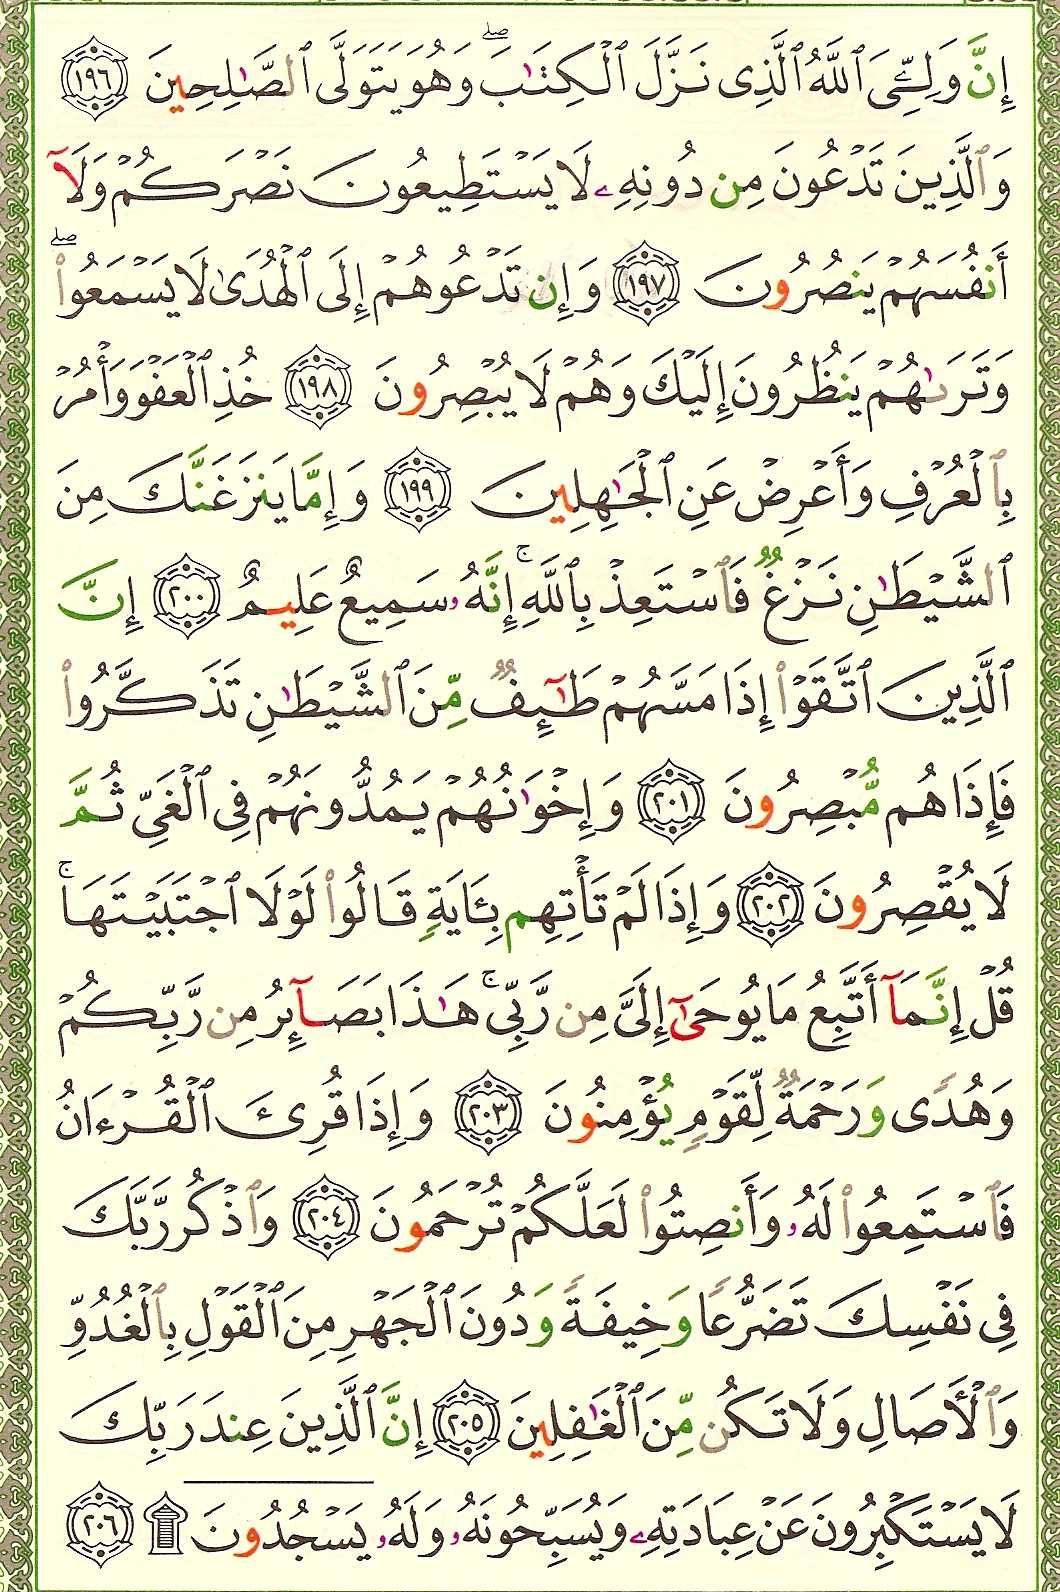 إِنَّ وَلِـِّۧىَ ٱللَّهُ ٱلَّذِى نَزَّلَ ٱلْكِتَٰبَ ۖ وَهُوَ يَتَوَلَّى ٱلصَّٰلِحِينَ ١٩٦
وَٱلَّذِينَ تَدْعُونَ مِن دُونِهِۦ لَا يَسْتَطِيعُونَ نَصْرَكُمْ وَلَآ
أَنفُسَهُمْ يَنصُرُونَ ١٩٧ وَإِن تَدْعُوهُمْ إِلَى ٱلْهُدَىٰ لَا يَسْمَعُوا۟ ۖ
وَتَرَىٰهُمْ يَنظُرُونَ إِلَيْكَ وَهُمْ لَا يُبْصِرُونَ ١٩٨ خُذِ ٱلْعَفْوَ وَأْمُرْ
بِٱلْعُرْفِ وَأَعْرِضْ عَنِ ٱلْجَٰهِلِينَ ١٩٩ وَإِمَّا يَنزَغَنَّكَ مِنَ
ٱلشَّيْطَٰنِ نَزْغٌ فَٱسْتَعِذْ بِٱللَّهِ ۚ إِنَّهُۥ سَمِيعٌ عَلِيمٌ ٢٠٠ إِنَّ
ٱلَّذِينَ ٱتَّقَوْا۟ إِذَا مَسَّهُمْ طَٰٓئِفٌ مِّنَ ٱلشَّيْطَٰنِ تَذَكَّرُوا۟
فَإِذَا هُم مُّبْصِرُونَ ٢٠١ وَإِخْوَٰنُهُمْ يَمُدُّونَهُمْ فِى ٱلْغَىِّ ثُمَّ
لَا يُقْصِرُونَ ٢٠٢ وَإِذَا لَمْ تَأْتِهِم بِـَٔايَةٍ قَالُوا۟ لَوْلَا ٱجْتَبَيْتَهَا ۚ
قُلْ إِنَّمَآ أَتَّبِعُ مَا يُوحَىٰٓ إِلَىَّ مِن رَّبِّى ۚ هَٰذَا بَصَآئِرُ مِن رَّبِّكُمْ
وَهُدًى وَرَحْمَةٌ لِّقَوْمٍ يُؤْمِنُونَ ٢٠٣ وَإِذَا قُرِئَ ٱلْقُرْءَانُ
فَٱسْتَمِعُوا۟ لَهُۥ وَأَنصِتُوا۟ لَعَلَّكُمْ تُرْحَمُونَ ٢٠٤ وَٱذْكُر رَّبَّكَ
فِى نَفْسِكَ تَضَرُّعًا وَخِيفَةً وَدُونَ ٱلْجَهْرِ مِنَ ٱلْقَوْلِ بِٱلْغُدُوِّ
وَٱلْـَٔاصَالِ وَلَا تَكُن مِّنَ ٱلْغَٰفِلِينَ ٢٠٥ إِنَّ ٱلَّذِينَ عِندَ رَبِّكَ
لَا يَسْتَكْبِرُونَ عَنْ عِبَادَتِهِۦ وَيُسَبِّحُونَهُۥ وَلَهُۥ يَسْجُدُونَ ۩ ٢٠٦